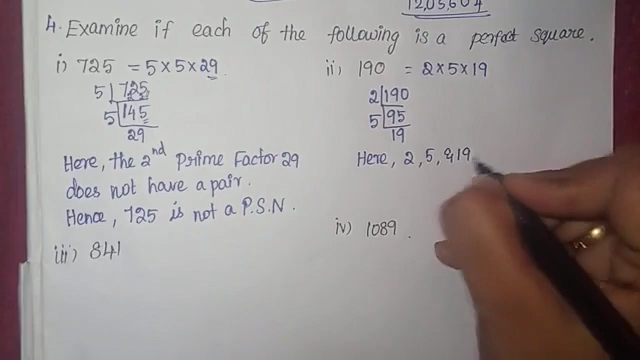 1205604
4. Examine if each of the following is a perfect square.
i) 725 = 5×5×29
5 725
5 145
29
Here, the 2nd Prime Factor 29
does not have a pair.
Hence, 725 is not a P.S.N.
ii) 190 = 2×5×19
2 190
5 95
19
Here, 2, 5, & 19
iii) 841
iv) 1089.